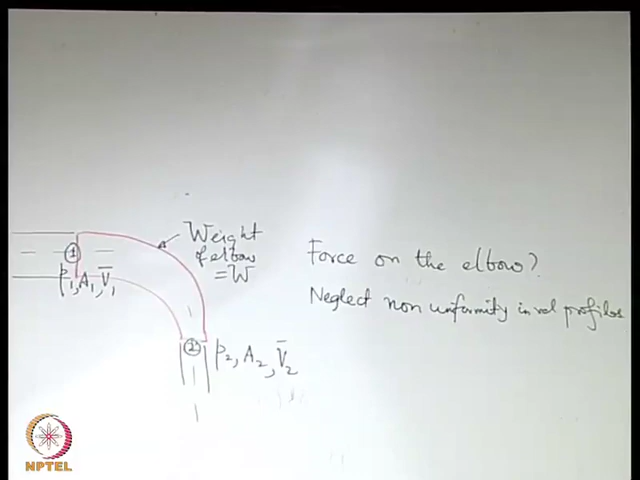 Weight
of elbow
= W
①
p₁, A₁, V̄₁
②
p₂, A₂, V̄₂
Force on the elbow?
Neglect non uniformity in vel profiles
NPTEL